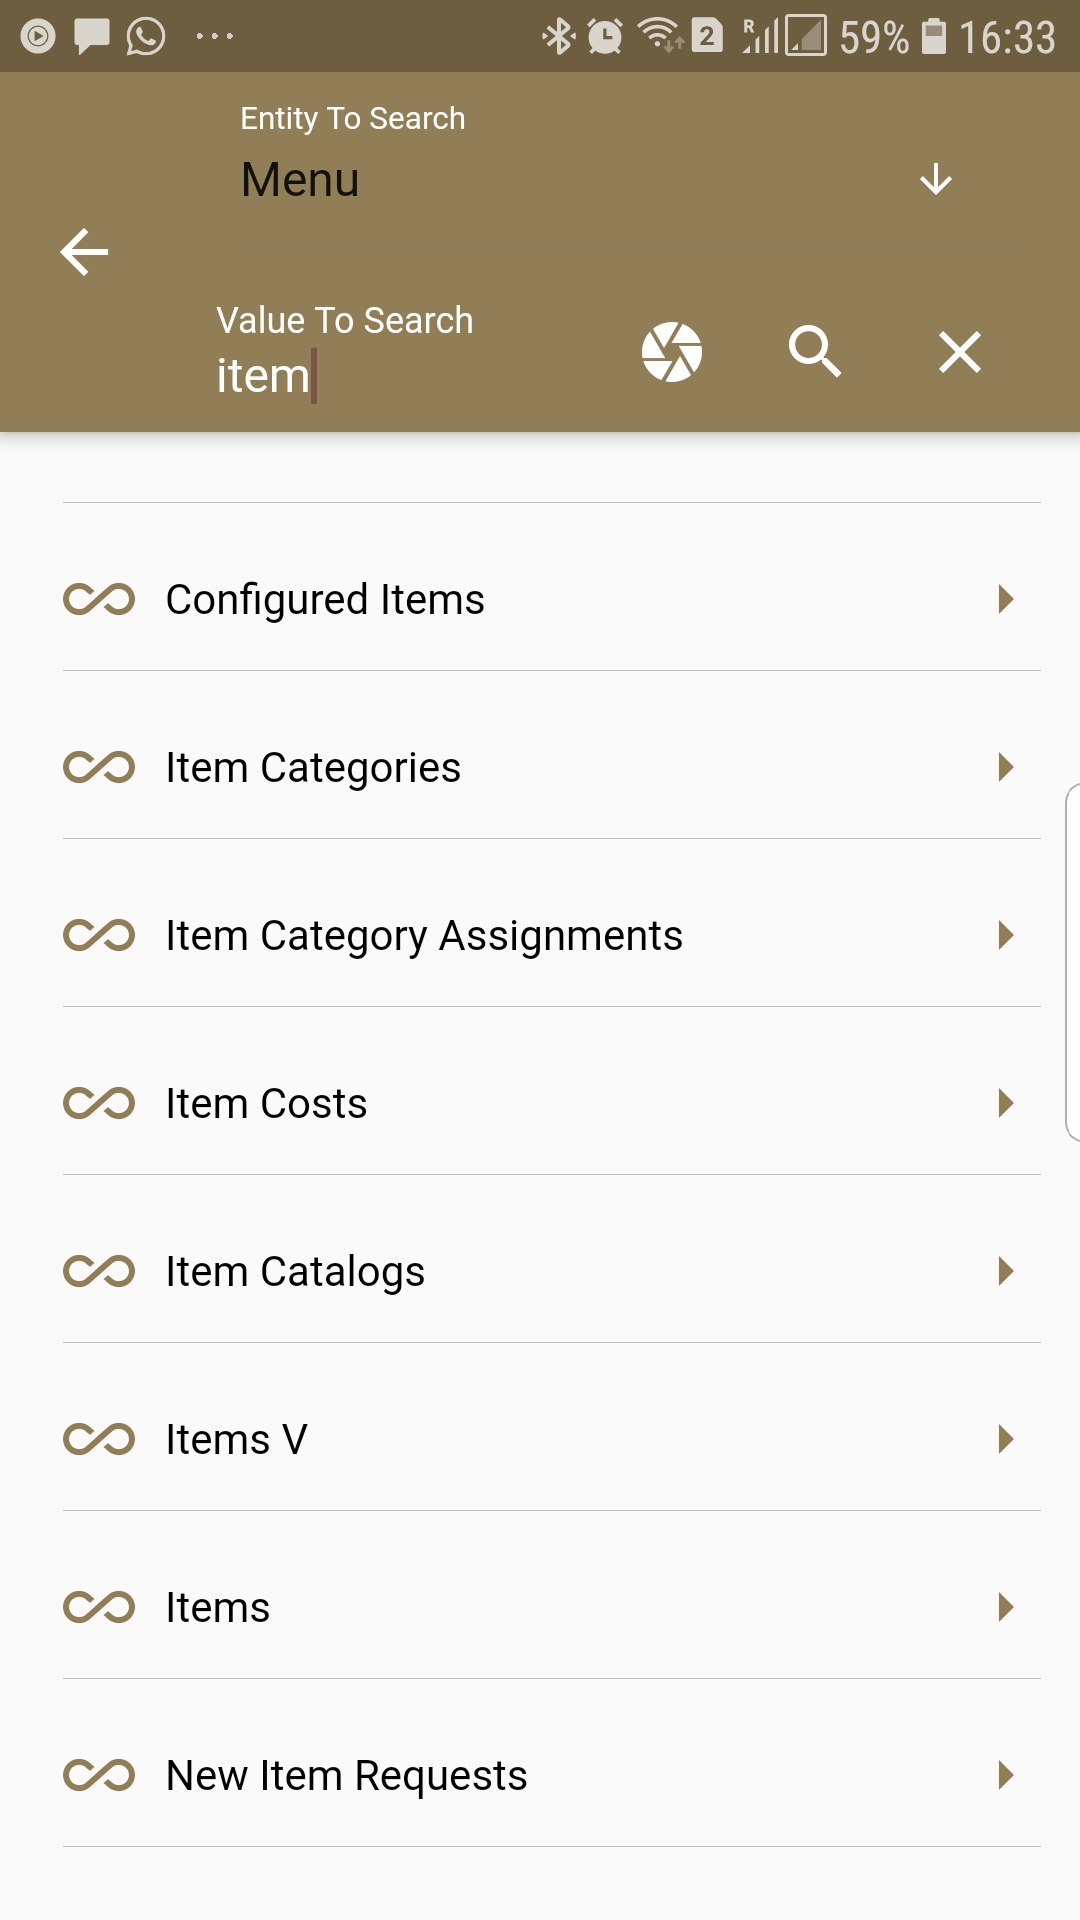 2 R 59% 16:33
Entity To Search
Menu
Value To Search
item
Configured Items
Item Categories
Item Category Assignments
Item Costs
Item Catalogs
Items V
Items
New Item Requests